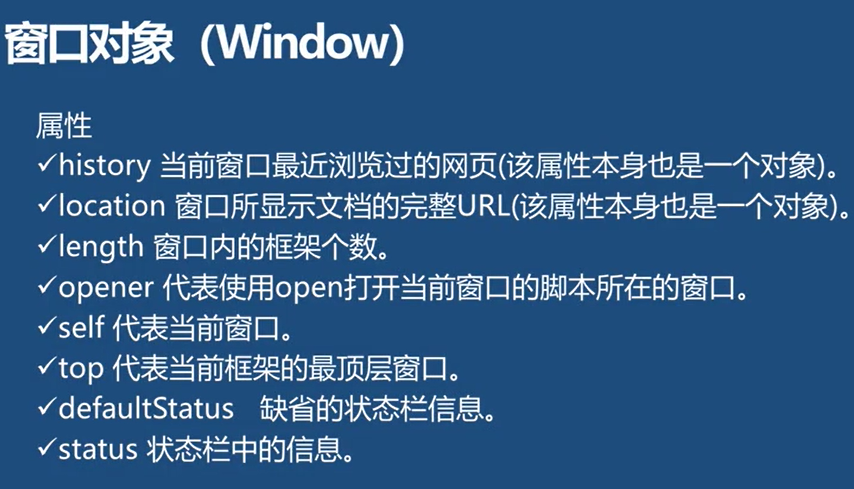 窗口对象（Window）
属性
✓history 当前窗口最近浏览过的网页(该属性本身也是一个对象)。
✓location 窗口所显示文档的完整URL(该属性本身也是一个对象)。
✓length 窗口内的框架个数。
✓opener 代表使用open打开当前窗口的脚本所在的窗口。
✓self 代表当前窗口。
✓top 代表当前框架的最顶层窗口。
✓defaultStatus 缺省的状态栏信息。
✓status 状态栏中的信息。